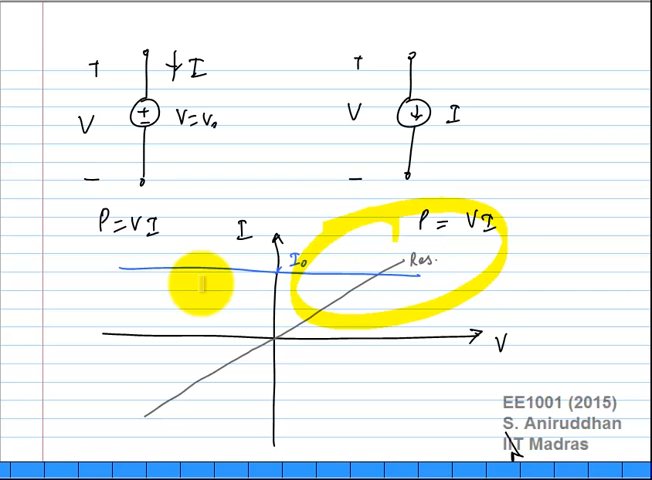 + I +
V V = V₀ V I
− −
P = VI P = VI
I
I₀ Res.
V
EE1001 (2015)
S. Aniruddhan
IIT Madras